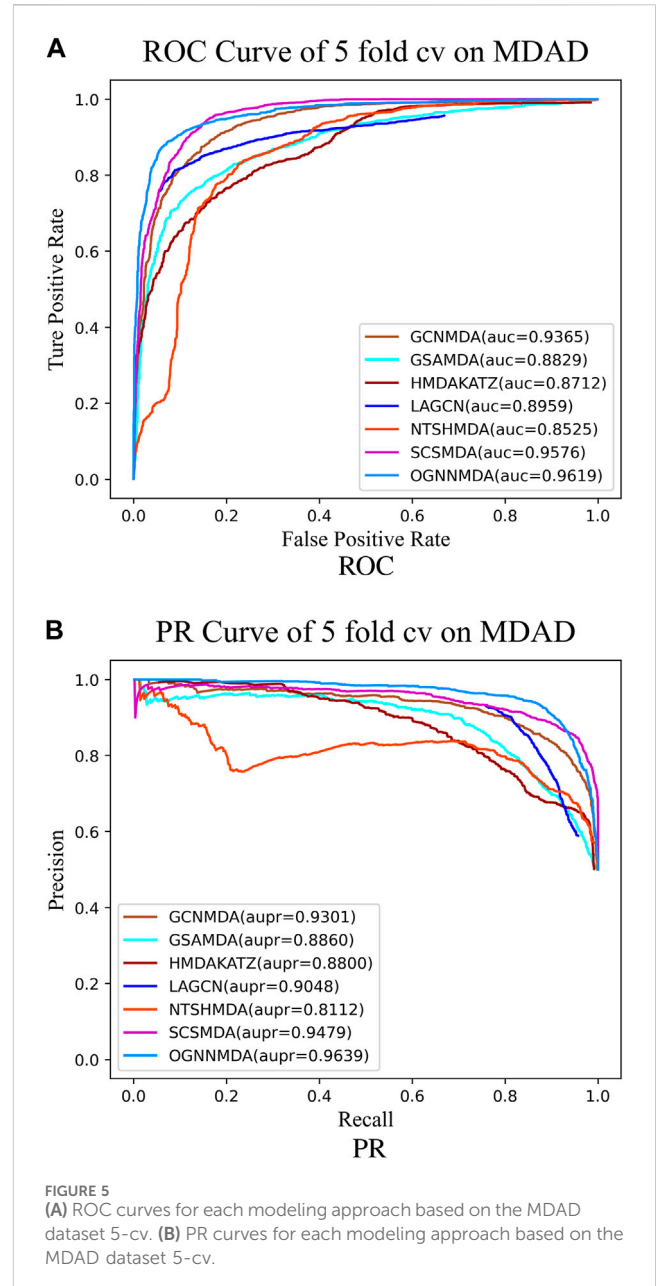 A
ROC Curve of 5 fold cv on MDAD
1.0
0.8
0.6
0.4
0.2
0.0
Ture Positive Rate
GCNMDA(auc=0.9365)
GSAMDA(auc=0.8829)
HMDAKATZ(auc=0.8712)
LAGCN(auc=0.8959)
NTSHMDA(auc=0.8525)
SCSMDA(auc=0.9576)
OGNNMDA(auc=0.9619)
0.0 0.2 0.4 0.6 0.8 1.0
False Positive Rate
ROC
B
PR Curve of 5 fold cv on MDAD
1.0
0.8
0.6
0.4
0.2
0.0
Precision
GCNMDA(aupr=0.9301)
GSAMDA(aupr=0.8860)
HMDAKATZ(aupr=0.8800)
LAGCN(aupr=0.9048)
NTSHMDA(aupr=0.8112)
SCSMDA(aupr=0.9479)
OGNNMDA(aupr=0.9639)
0.0 0.2 0.4 0.6 0.8 1.0
Recall
PR
FIGURE 5
(A) ROC curves for each modeling approach based on the MDAD
dataset 5-cv. (B) PR curves for each modeling approach based on the
MDAD dataset 5-cv.